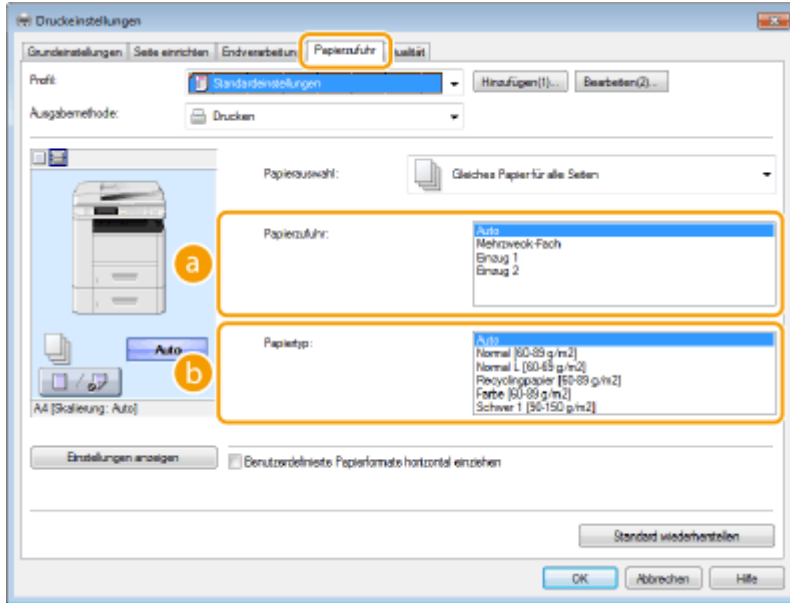 Druckeinstellungen
Grundeinstellungen Seite einrichten Endverarbeitun Papierzufuhr ualität
Profil: Standardeinstellungen Hinzufügen(1)... Bearbeiten(2)...
Ausgabemethode: Drucken
Papierauswahl: Gleiches Papier für alle Seiten
a
Papierzufuhr: Auto
Mehrzweck-Fach
Einzug 1
Einzug 2
Auto
b
Papiertyp: Auto
Normal [60-89 g/m2]
Normal L [60-69 g/m2]
Recyclingpapier [60-89 g/m2]
Farbe [60-89 g/m2]
Schwer 1 [90-150 g/m2]
A4 [Skalierung: Auto]
Einstellungen anzeigen Benutzerdefinierte Papierformate horizontal einziehen
Standard wiederherstellen
OK Abbrechen Hilfe